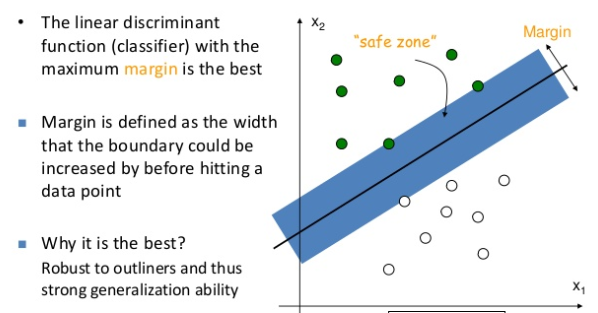 • The linear discriminant
function (classifier) with the
maximum margin is the best
▪ Margin is defined as the width
that the boundary could be
increased by before hitting a
data point
▪ Why it is the best?
Robust to outliners and thus
strong generalization ability
x₂
“safe zone”
Margin
x₁